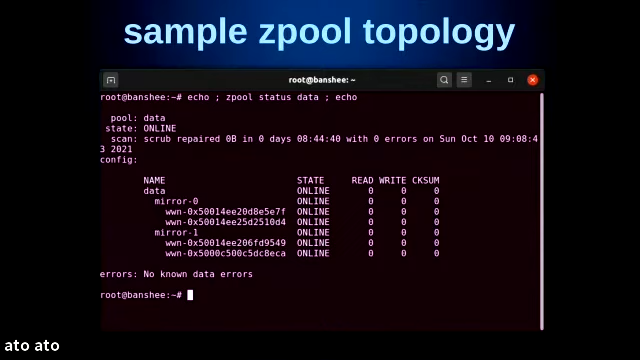 sample zpool topology
root@banshee: ~
root@banshee:~# echo ; zpool status data ; echo
pool: data
state: ONLINE
scan: scrub repaired 0B in 0 days 08:44:40 with 0 errors on Sun Oct 10 09:08:4
3 2021
config:
NAME STATE READ WRITE CKSUM
data ONLINE 0 0 0
mirror-0 ONLINE 0 0 0
wwn-0x50014ee20d8e5e7f ONLINE 0 0 0
wwn-0x50014ee25d2510d4 ONLINE 0 0 0
mirror-1 ONLINE 0 0 0
wwn-0x50014ee206fd9549 ONLINE 0 0 0
wwn-0x5000c500c5dc8eca ONLINE 0 0 0
errors: No known data errors
root@banshee:~#
ato ato